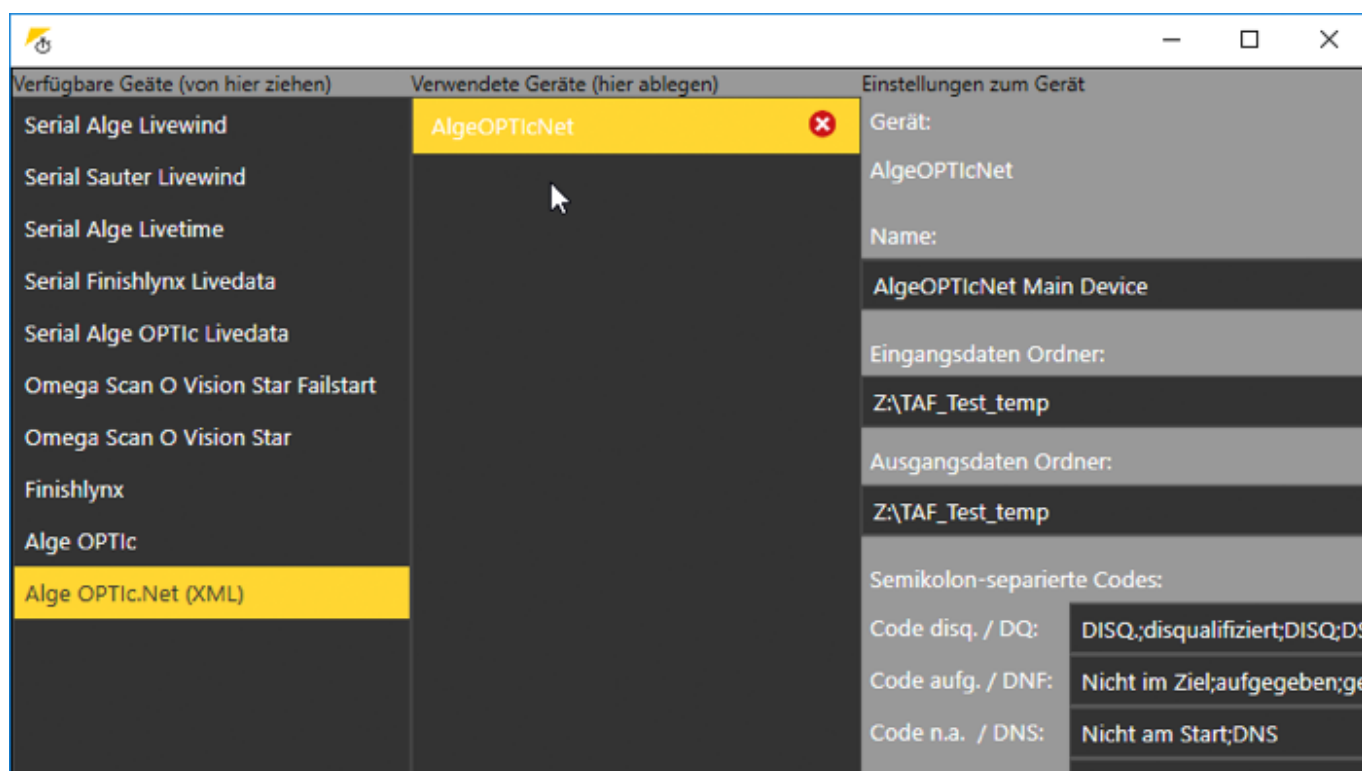 Verfügbare Geäte (von hier ziehen)
Serial Alge Livewind
Serial Sauter Livewind
Serial Alge Livetime
Serial Finishlynx Livedata
Serial Alge OPTIc Livedata
Omega Scan O Vision Star Failstart
Omega Scan O Vision Star
Finishlynx
Alge OPTIc
Alge OPTIc.Net (XML)
Verwendete Geräte (hier ablegen)
AlgeOPTIcNet
Einstellungen zum Gerät
Gerät:
AlgeOPTIcNet
Name:
AlgeOPTIcNet Main Device
Eingangsdaten Ordner:
Z:\TAF_Test_temp
Ausgangsdaten Ordner:
Z:\TAF_Test_temp
Semikolon-separierte Codes:
Code disq. / DQ: DISQ.;disqualifiziert;DISQ;DS
Code aufg. / DNF: Nicht im Ziel;aufgegeben;ge
Code n.a. / DNS: Nicht am Start;DNS